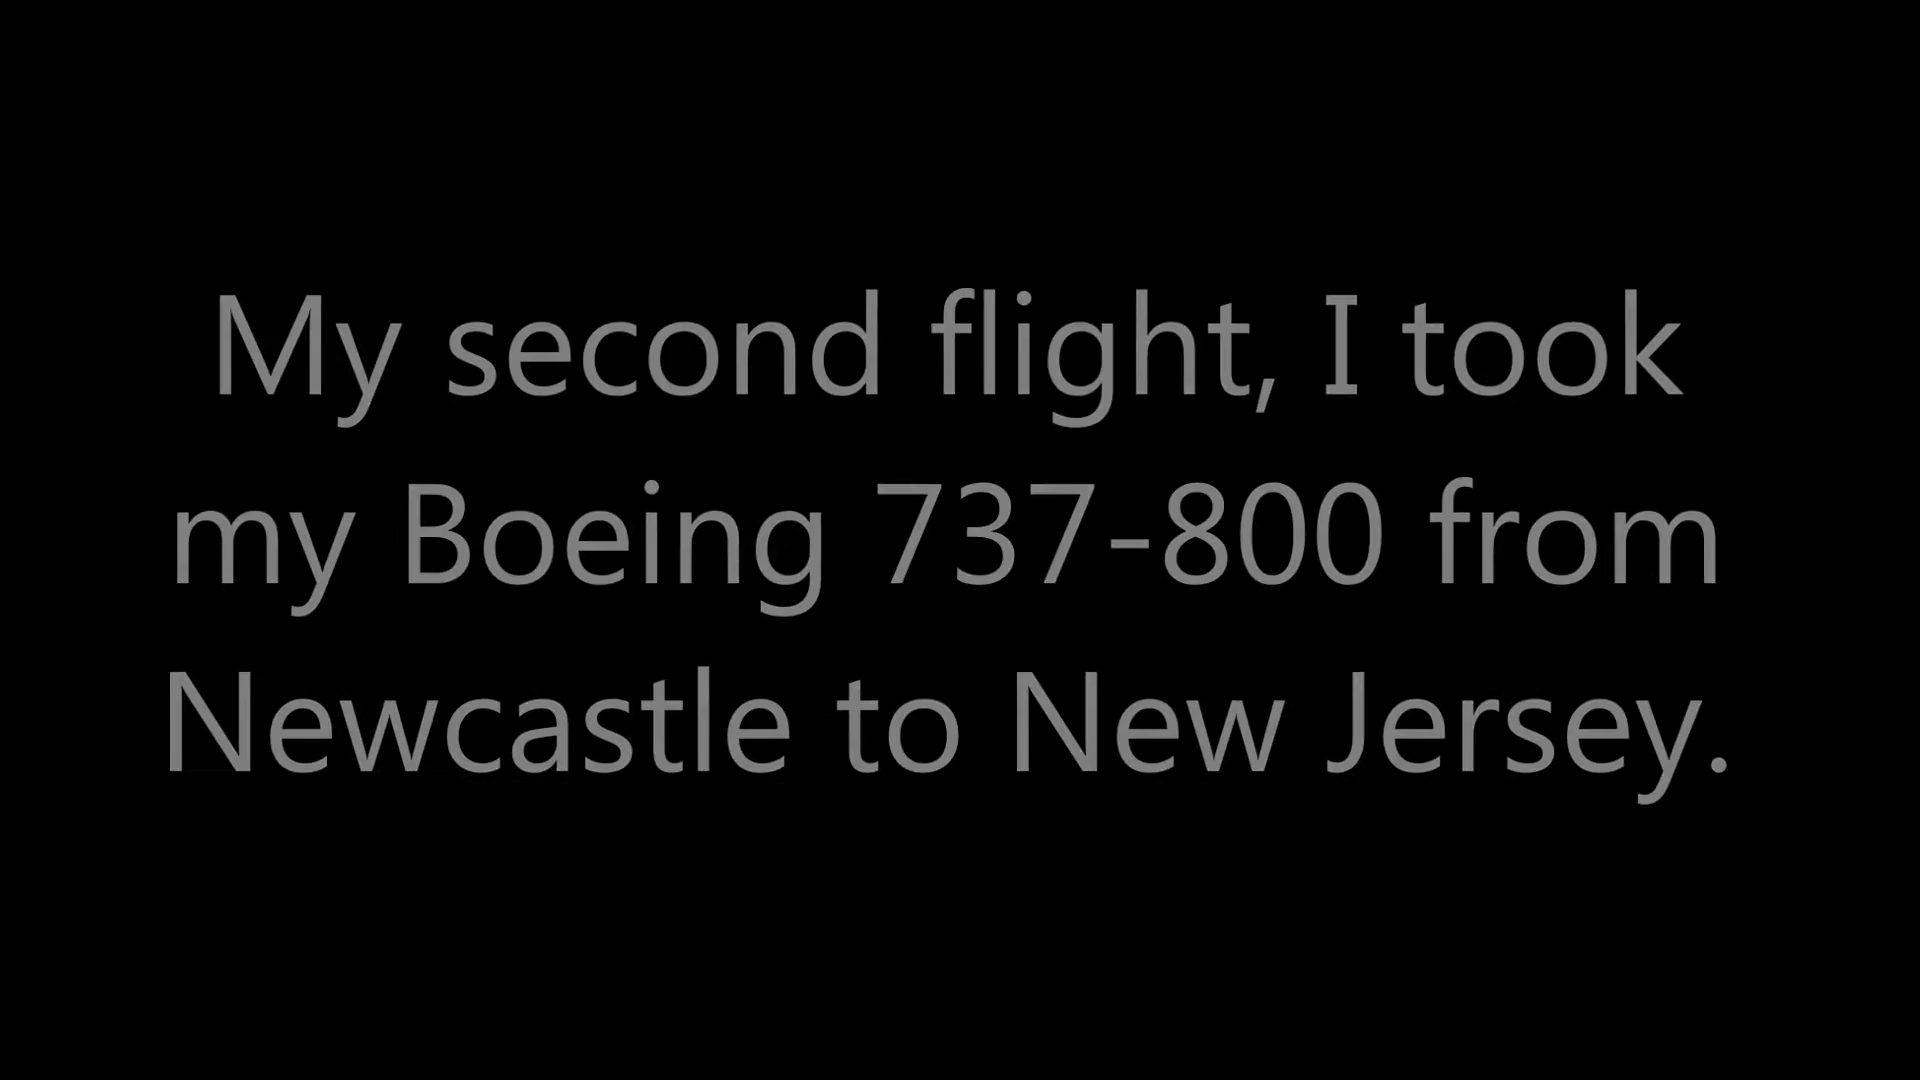 My second flight, I took
my Boeing 737-800 from
Newcastle to New Jersey.